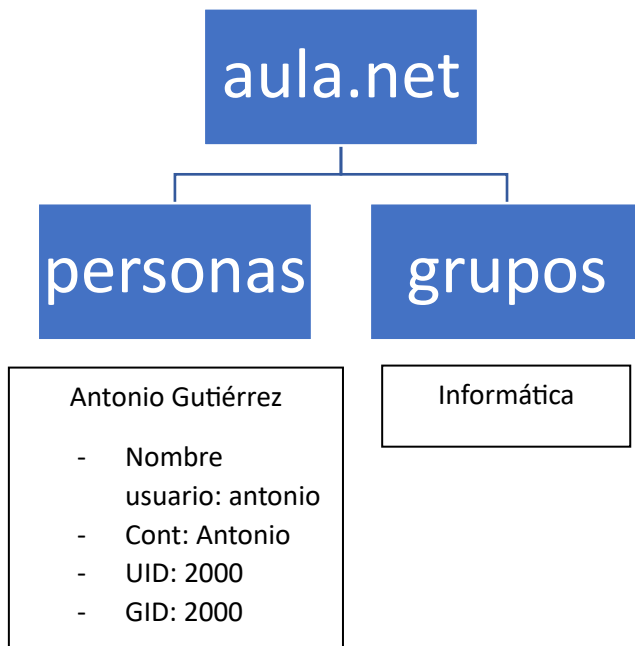 aula.net
personas
grupos
Antonio Gutiérrez
- Nombre
usuario: antonio
- Cont: Antonio
- UID: 2000
- GID: 2000
Informática